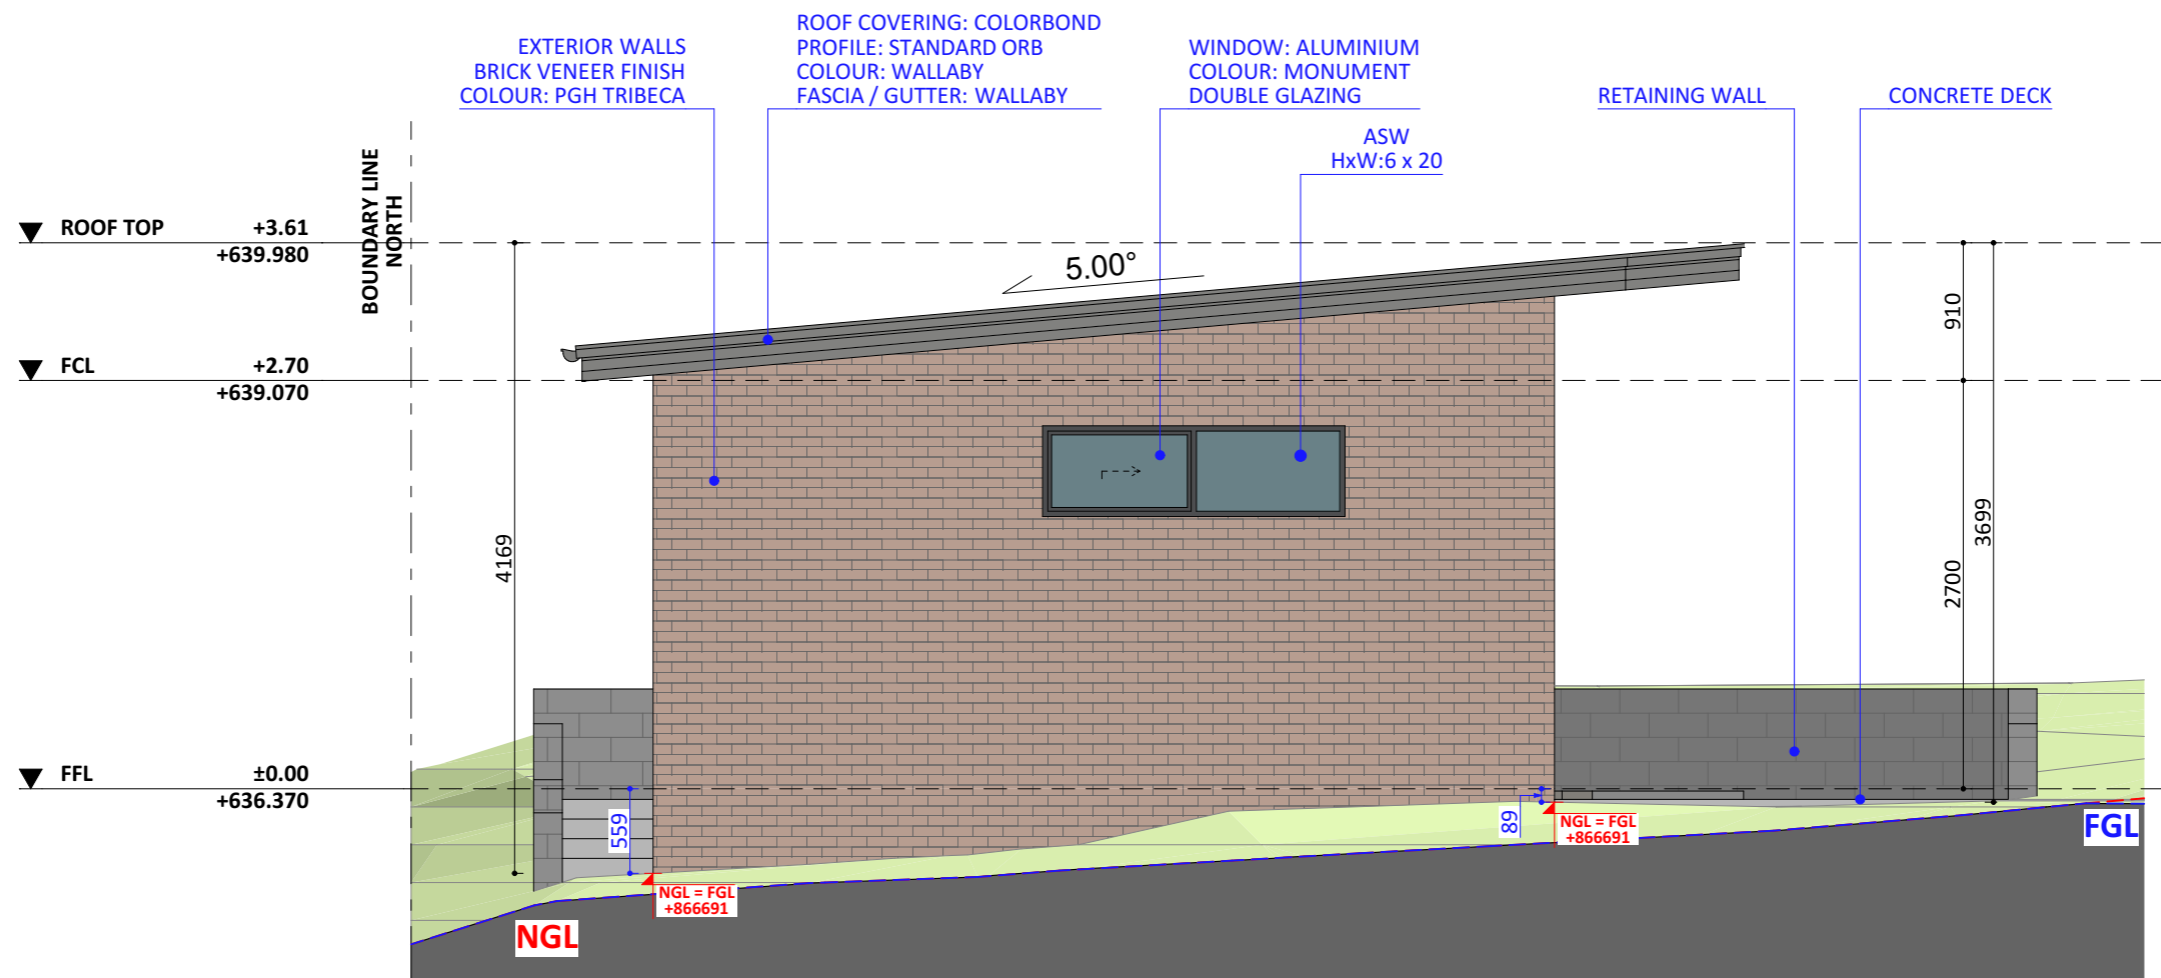 EXTERIOR WALLS
BRICK VENEER FINISH
COLOUR: PGH TRIBECA
ROOF COVERING: COLORBOND
PROFILE: STANDARD ORB
COLOUR: WALLABY
FASCIA / GUTTER: WALLABY
WINDOW: ALUMINIUM
COLOUR: MONUMENT
DOUBLE GLAZING
ASW
HxW:6 x 20
RETAINING WALL
CONCRETE DECK
BOUNDARY LINE
NORTH
ROOF TOP +3.61
+639.980
5.00°
910
FCL +2.70
+639.070
4169
3699
2700
FFL ±0.00
+636.370
559
89
NGL = FGL
+866691
NGL = FGL
+866691
FGL
NGL